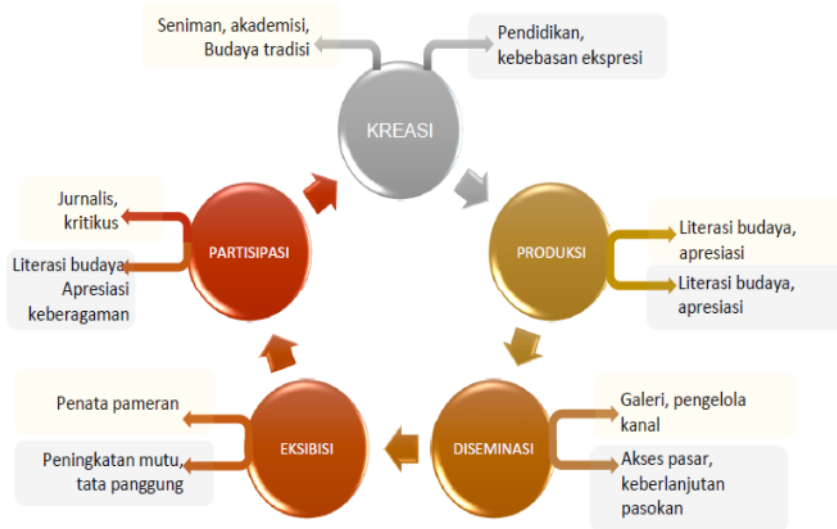 Seniman, akademisi,
Budaya tradisi
Pendidikan,
kebebasan ekspresi
KREASI
Jurnalis,
kritikus
Literasi budaya,
Apresiasi
keberagaman
PARTISIPASI
PRODUKSI
Literasi budaya,
apresiasi
Literasi budaya,
apresiasi
Penata pameran
Peningkatan mutu,
tata panggung
EKSIBISI
DISEMINASI
Galeri, pengelola
kanal
Akses pasar,
keberlanjutan
pasokan